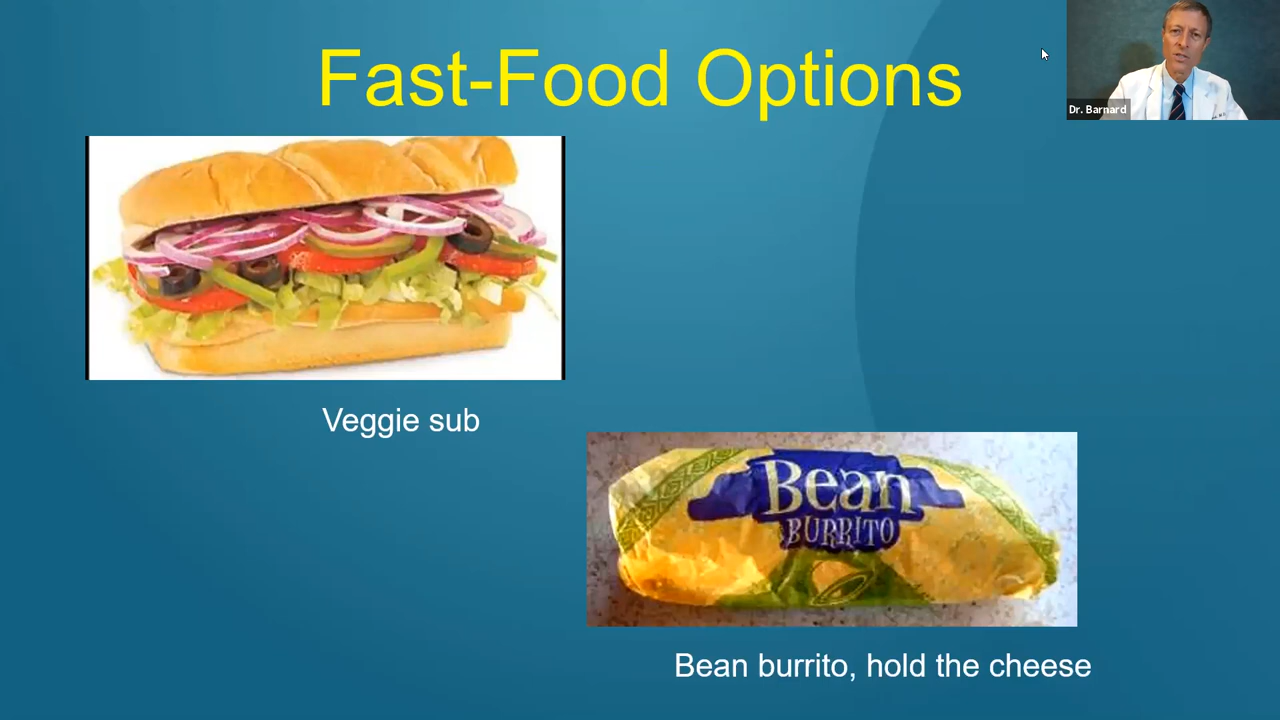 Fast-Food Options
Dr. Barnard
Veggie sub
Bean
BURRITO
Bean burrito, hold the cheese